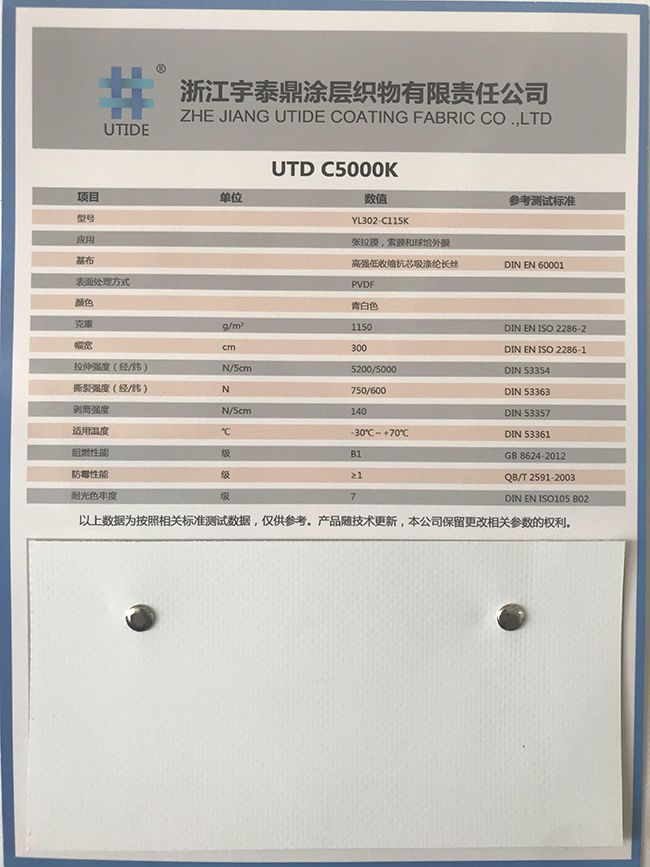 ®
UTIDE
浙江宇泰鼎涂层织物有限责任公司
ZHE JIANG UTIDE COATING FABRIC CO .,LTD
UTD C5000K
项目 单位 数值 参考测试标准
型号 YL302-C115K
应用 张拉膜，索膜和球馆外膜
基布 高强低收缩抗芯吸涤纶长丝 DIN EN 60001
表面处理方式 PVDF
颜色 青白色
克重 g/m² 1150 DIN EN ISO 2286-2
幅宽 cm 300 DIN EN ISO 2286-1
拉伸强度（经/纬） N/5cm 5200/5000 DIN 53354
撕裂强度（经/纬） N 750/600 DIN 53363
剥离强度 N/5cm 140 DIN 53357
适用温度 ℃ -30℃～+70℃ DIN 53361
阻燃性能 级 B1 GB 8624-2012
防霉性能 级 ≥1 QB/T 2591-2003
耐光色牢度 级 7 DIN EN ISO105 B02
以上数据为按照相关标准测试数据，仅供参考。产品随技术更新，本公司保留更改相关参数的权利。